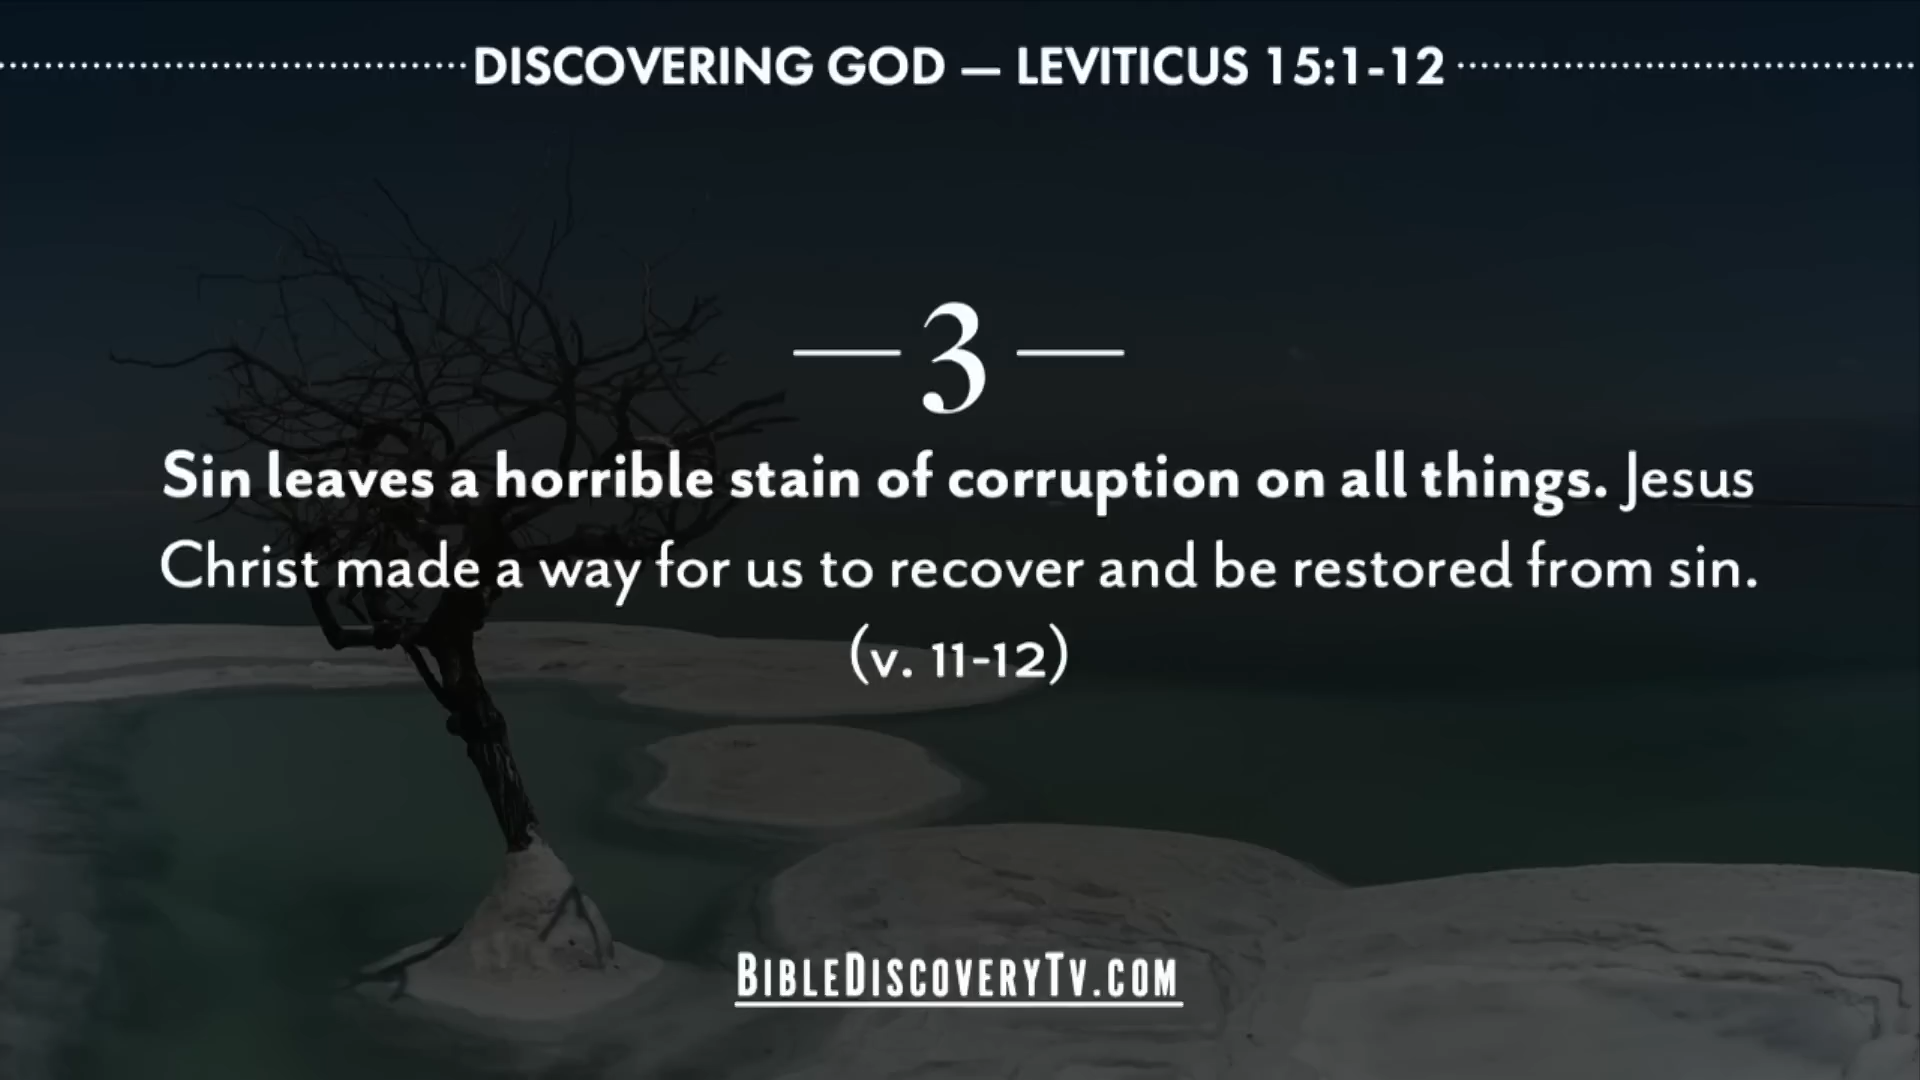 DISCOVERING GOD — LEVITICUS 15:1-12
— 3 —
Sin leaves a horrible stain of corruption on all things. Jesus
Christ made a way for us to recover and be restored from sin.
(v. 11-12)
BIBLEDISCOVERYTV.COM